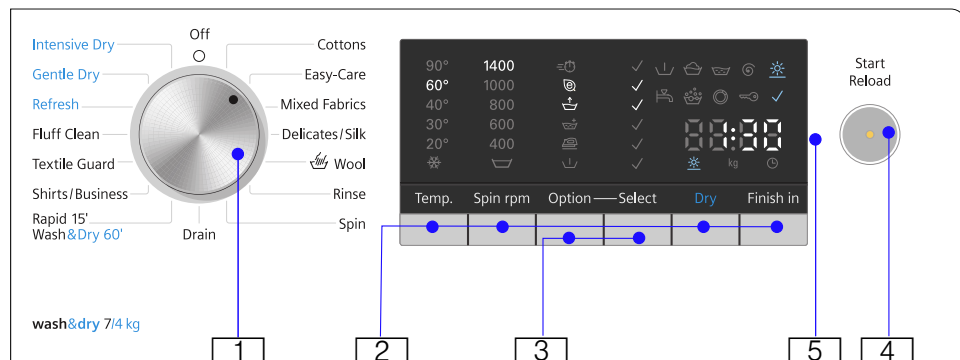 Off
Intensive Dry
Gentle Dry
Refresh
Fluff Clean
Textile Guard
Shirts/Business
Rapid 15'
Wash&Dry 60'
Drain
Cottons
Easy-Care
Mixed Fabrics
Delicates/Silk
Wool
Rinse
Spin
wash&dry 7/4 kg
90° 1400
60° 1000
40° 800
30° 600
20° 400
1:30
kg
Temp. Spin rpm Option Select Dry Finish in
Start
Reload
1 2 3 5 4